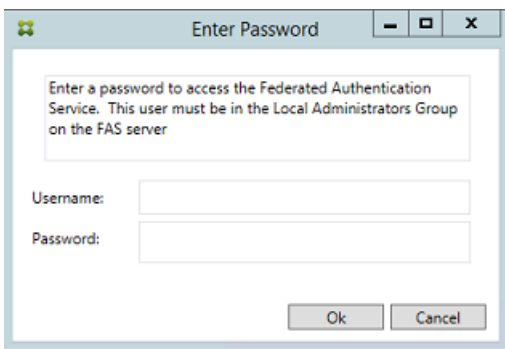 Enter Password
Enter a password to access the Federated Authentication
Service.  This user must be in the Local Administrators Group
on the FAS server
Username:
Password:
Ok
Cancel